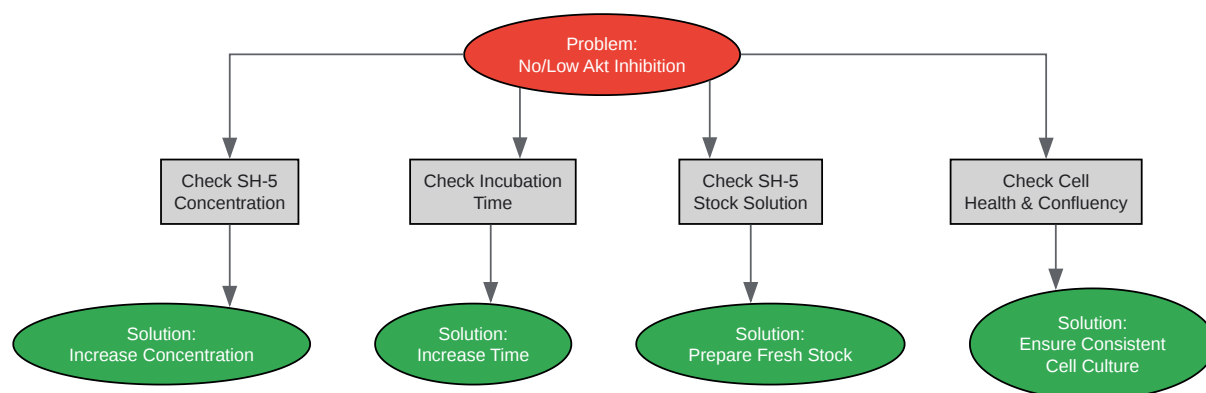 Problem:
No/Low Akt Inhibition
Check SH-5
Concentration
Check Incubation
Time
Check SH-5
Stock Solution
Check Cell
Health & Confluency
Solution:
Increase Concentration
Solution:
Increase Time
Solution:
Prepare Fresh Stock
Solution:
Ensure Consistent
Cell Culture